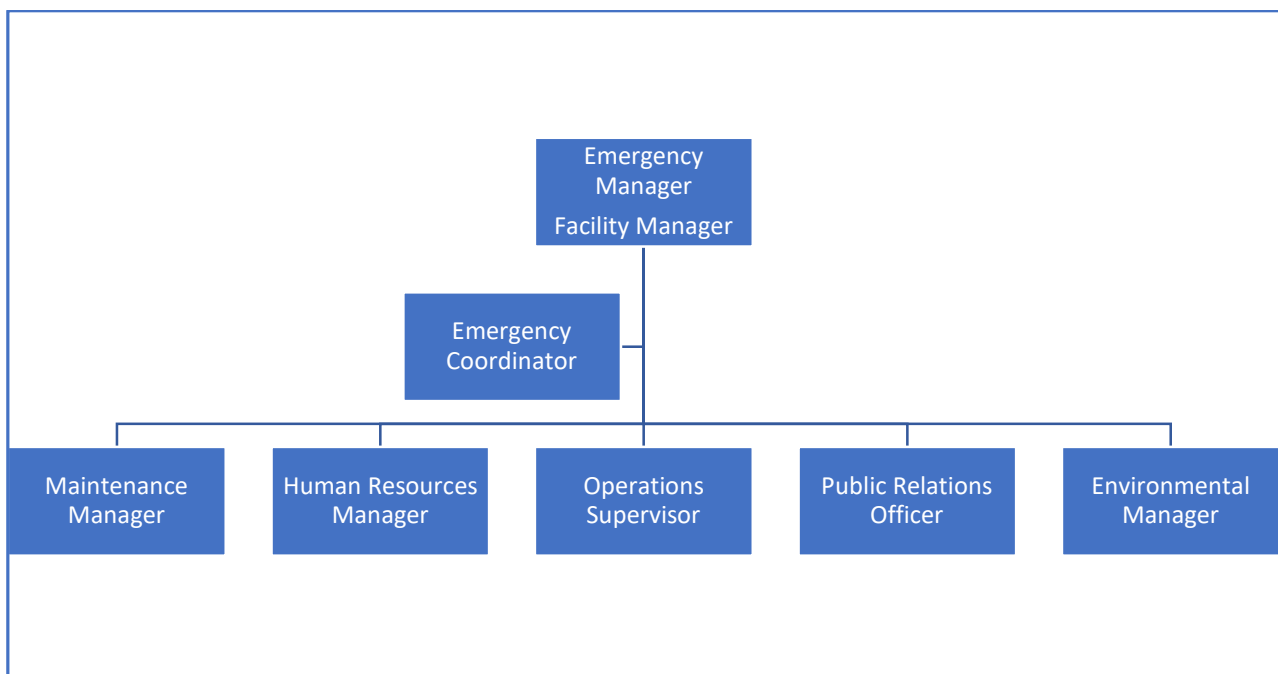 Emergency
Manager
Facility Manager
Emergency
Coordinator
Maintenance
Manager
Human Resources
Manager
Operations
Supervisor
Public Relations
Officer
Environmental
Manager